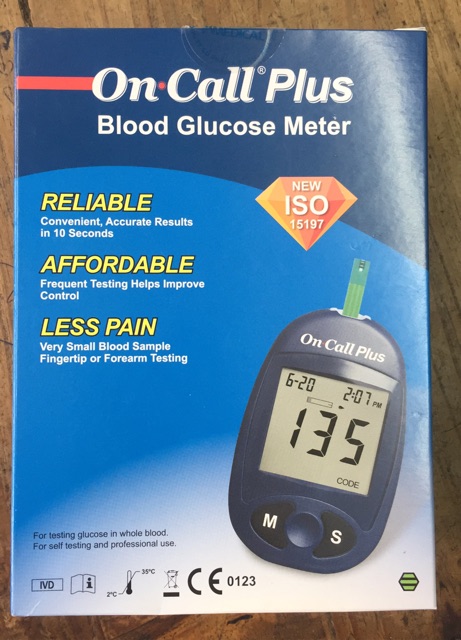 MEDICAL
On·Call® Plus
Blood Glucose Meter
RELIABLE
Convenient, Accurate Results
in 10 Seconds
NEW
ISO
15197
AFFORDABLE
Frequent Testing Helps Improve
Control
LESS PAIN
Very Small Blood Sample
Fingertip or Forearm Testing
On Call Plus
6-20
2:07 PM
135
CODE
M
S
For testing glucose in whole blood.
For self testing and professional use.
IVD
i
2°C
35°C
CE 0123